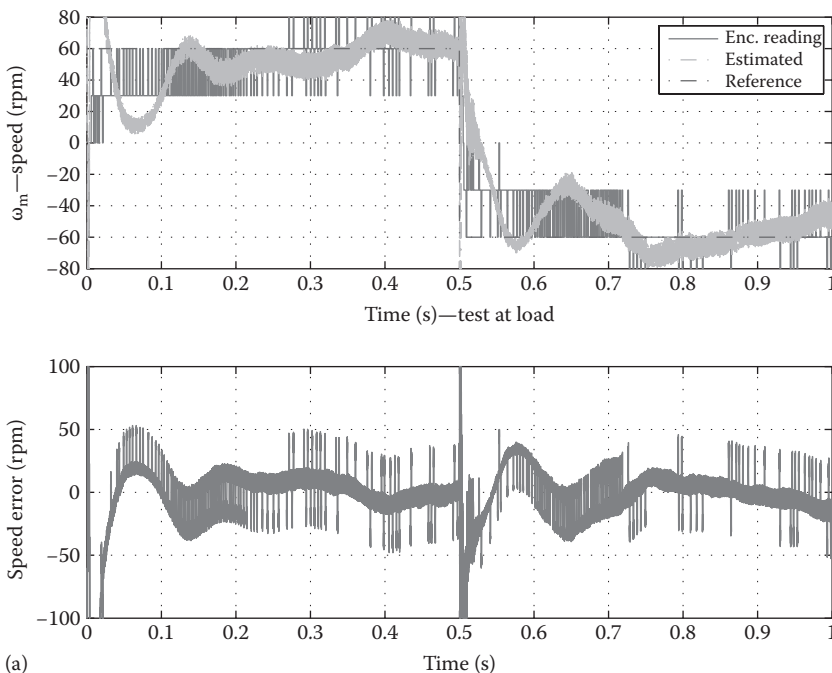 80
60
40
20
0
−20
−40
−60
−80
ωm—speed (rpm)
Enc. reading
Estimated
Reference
0 0.1 0.2 0.3 0.4 0.5 0.6 0.7 0.8 0.9 1
Time (s)—test at load
100
50
0
−50
−100
Speed error (rpm)
0 0.1 0.2 0.3 0.4 0.5 0.6 0.7 0.8 0.9 1
(a)
Time (s)